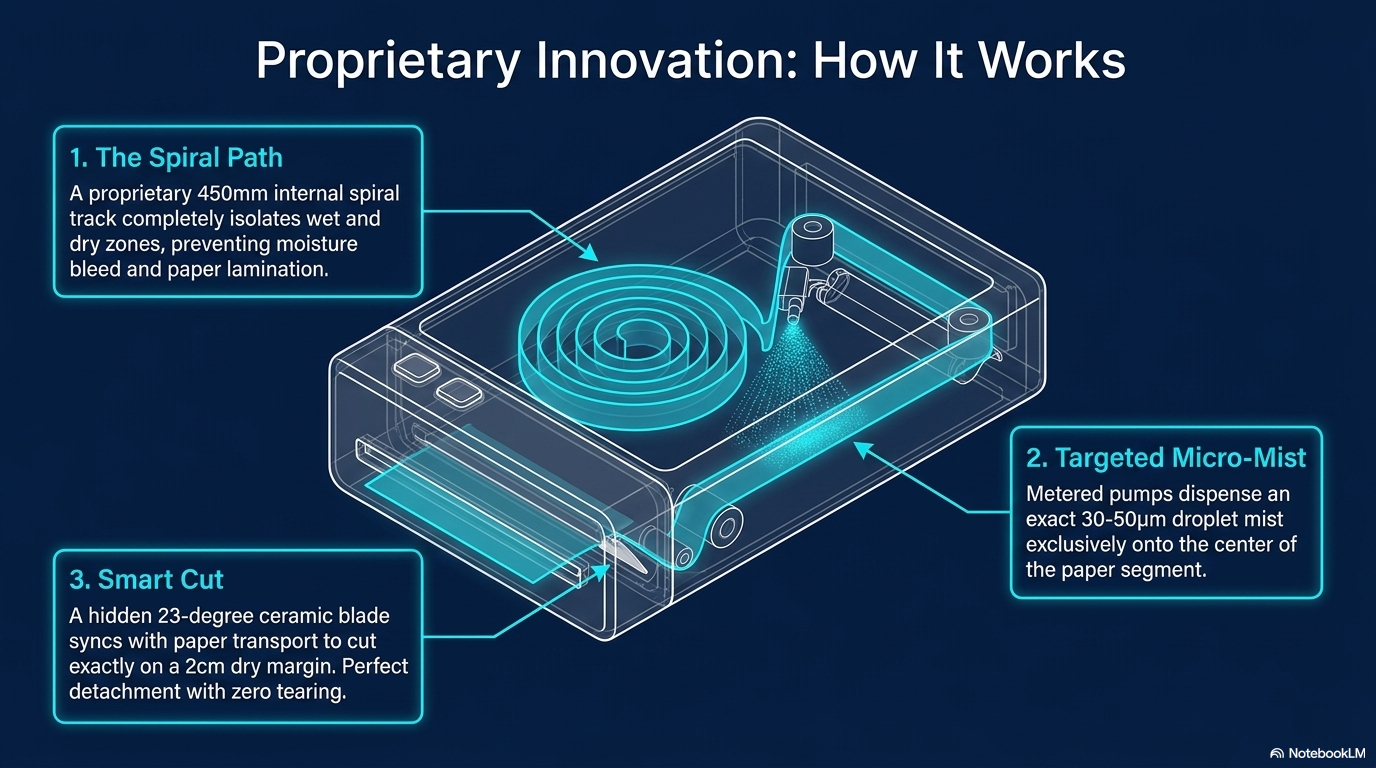 Proprietary Innovation: How It Works
1. The Spiral Path
A proprietary 450mm internal spiral
track completely isolates wet and
dry zones, preventing moisture
bleed and paper lamination.
2. Targeted Micro-Mist
Metered pumps dispense an
exact 30-50μm droplet mist
exclusively onto the center of
the paper segment.
3. Smart Cut
A hidden 23-degree ceramic blade
syncs with paper transport to cut
exactly on a 2cm dry margin. Perfect
detachment with zero tearing.
NotebookLM